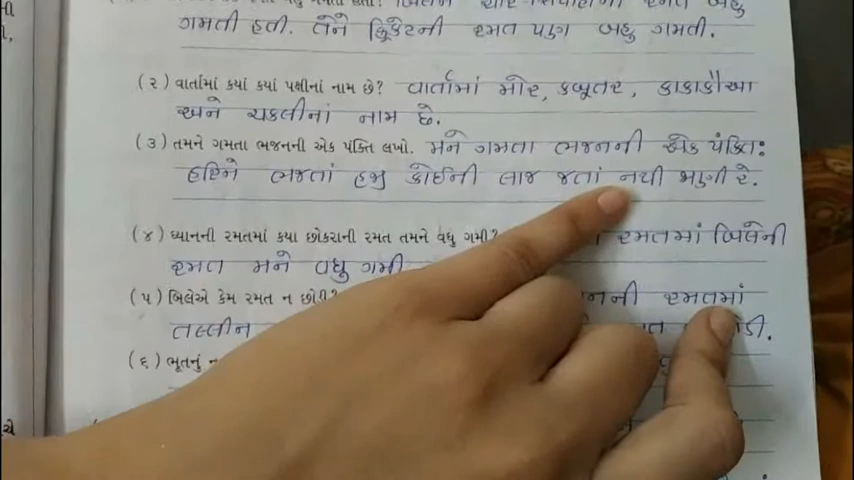 ગમતી હતી. તેને ક્રિકેટની રમત પણ બહુ ગમતી.
(૨) વાર્તામાં કયાં કયાં પક્ષીનાં નામ છે? વાર્તામાં મોર, કબૂતર, કાકાકૌઆ
અને ચકલીનાં નામ છે.
(૩) તમને ગમતા ભજનની એક પંક્તિ લખો. મને ગમતા ભજનની એક પંક્તિ:
હરિને ભજતાં હજુ કોઈની લાજ જતાં નથી ભાણી રે.
(૪) ધ્યાનની રમતમાં કયા છોકરાની રમત તમને વધુ ગમી? રમતમાં બિલેની
રમત મને વધુ ગમી
(૫) બિલેએ કેમ રમત ન છોડી? રમતમાં
તલ્લીન
(૬) ભૂતનું